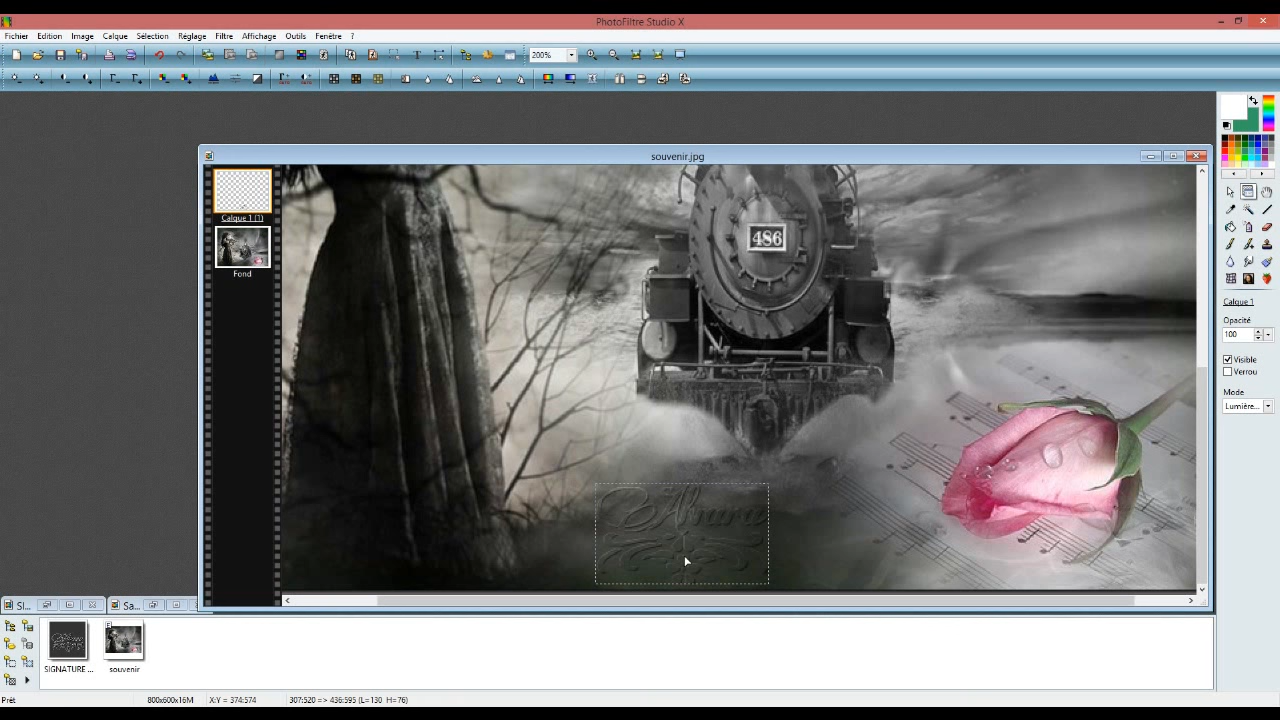 PhotoFiltre Studio X
Fichier Edition Image Calque Sélection Réglage Filtre Affichage Outils Fenêtre ?
200%
souvenir.jpg
Calque 1 (1)
Fond
486
Calque 1
Opacité
100
Visible
Verrou
Mode
Lumière...
SI... Sa...
SIGNATURE ... souvenir
Prêt 800x600x16M X:Y = 374:574 307:520 => 436:595 (L=130 H=76)